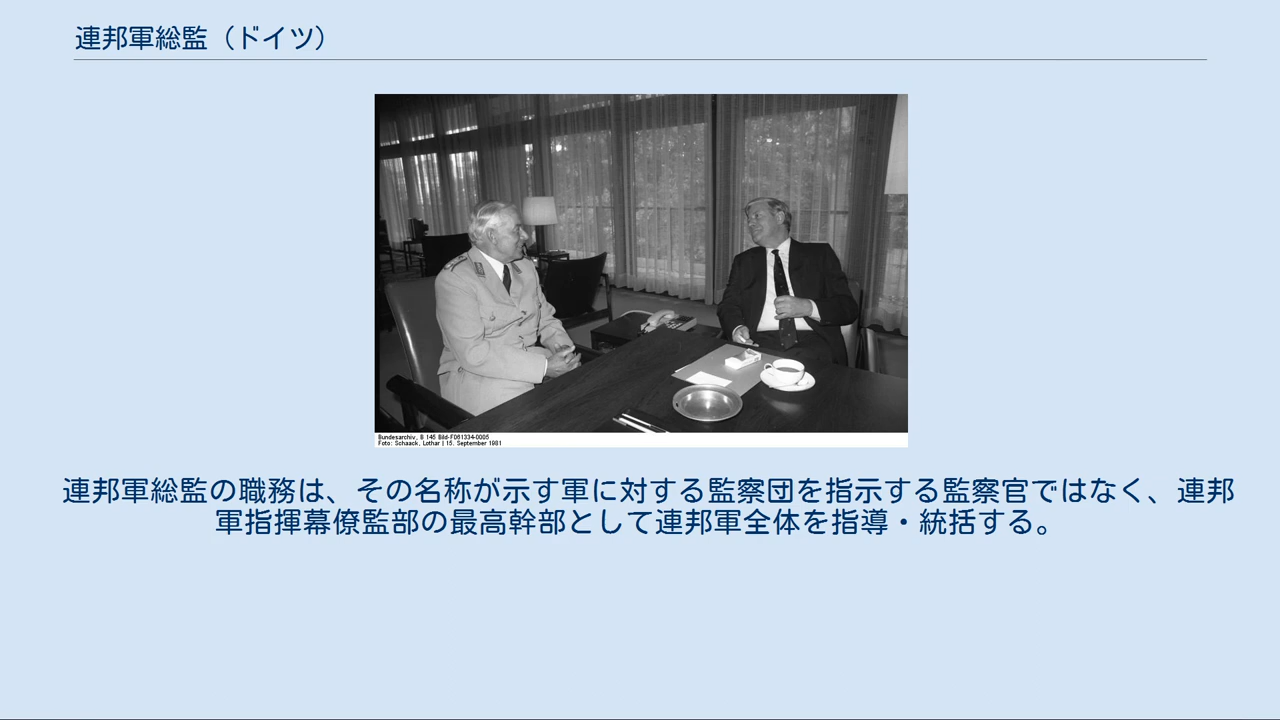 連邦軍総監（ドイツ）
Bundesarchiv, B 145 Bild-F061334-0005
Foto: Schaack, Lothar | 15. September 1981
連邦軍総監の職務は、その名称が示す軍に対する監察団を指示する監察官ではなく、連邦
軍指揮幕僚監部の最高幹部として連邦軍全体を指導・統括する。